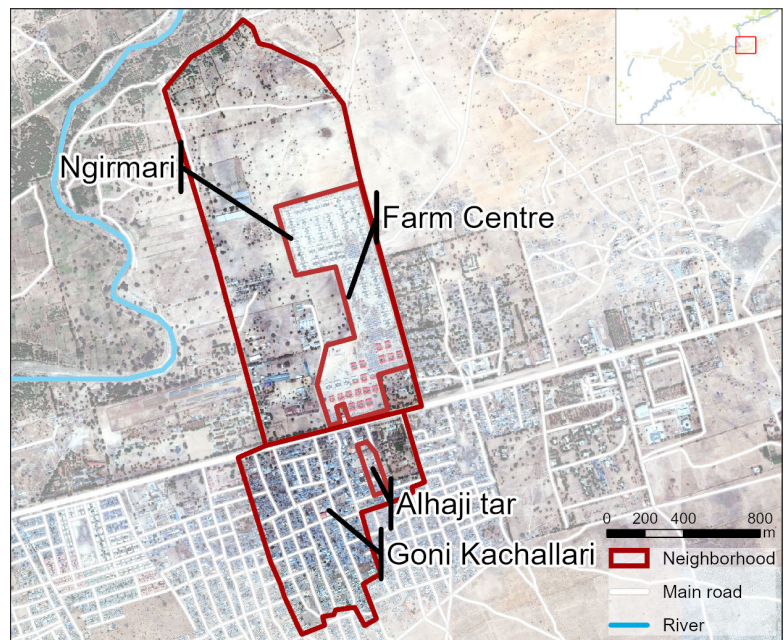 Ngirmari
Farm Centre
Alhaji tar
Goni Kachallari
0 200 400 800
m
Neighborhood
Main road
River